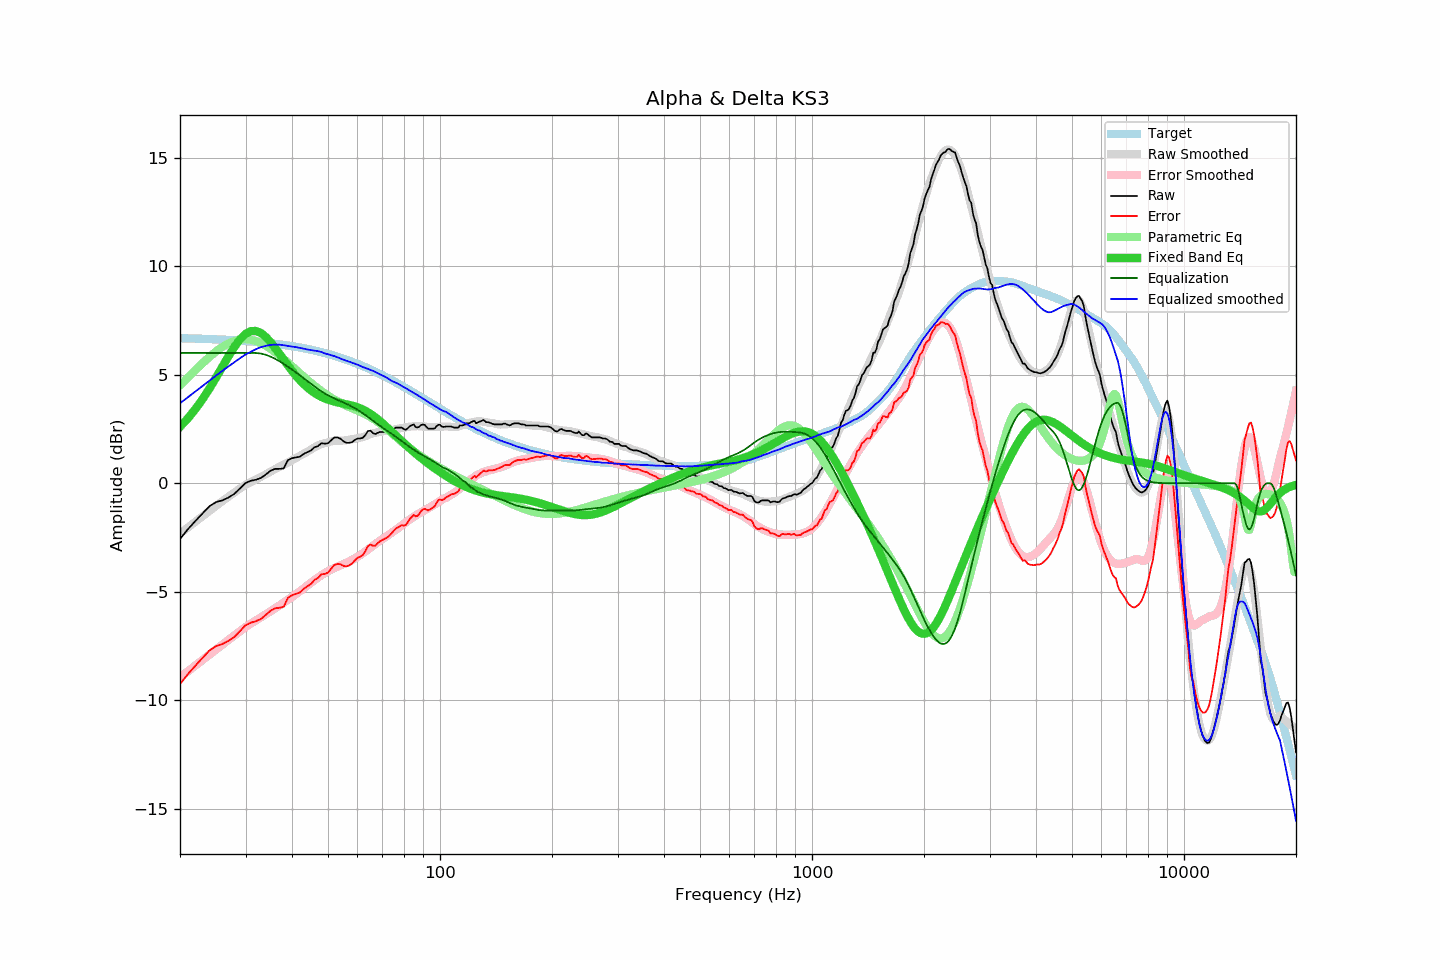 Alpha & Delta KS3
Target
Raw Smoothed
Error Smoothed
Raw
Error
Parametric Eq
Fixed Band Eq
Equalization
Equalized smoothed
15
10
5
0
−5
−10
−15
Amplitude (dBr)
100
1000
10000
Frequency (Hz)